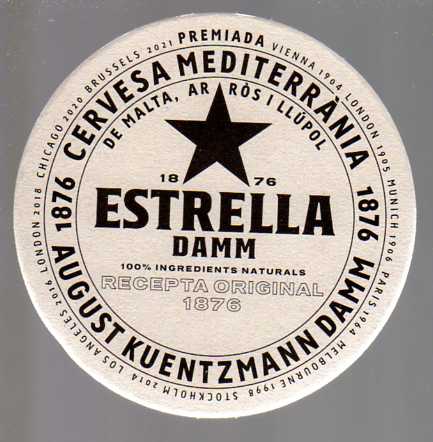 PREMIADA VIENNA 1904 LONDON 1905 MUNICH 1906 PARIS 1964 MELBOURNE 1998 STOCKHOLM 2014 LOS ANGELES 2016 LONDON 2018 CHICAGO 2020 BRUSSELS 2021
CERVESA MEDITERRÀNIA 1876
AUGUST KUENTZMANN DAMM 1876
DE MALTA, ARRÒS I LLÚPOL
18 76
ESTRELLA
DAMM
100% INGREDIENTS NATURALS
RECEPTA ORIGINAL
1876